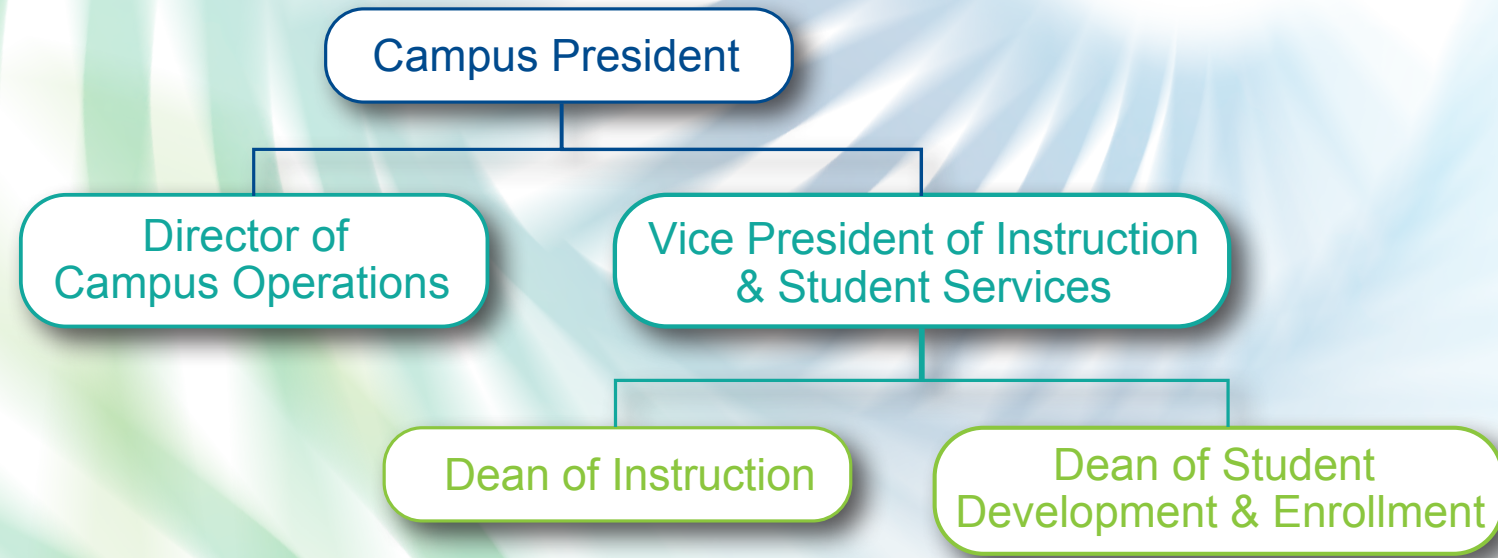 Campus President
Director of
Campus Operations
Vice President of Instruction
& Student Services
Dean of Instruction
Dean of Student
Development & Enrollment